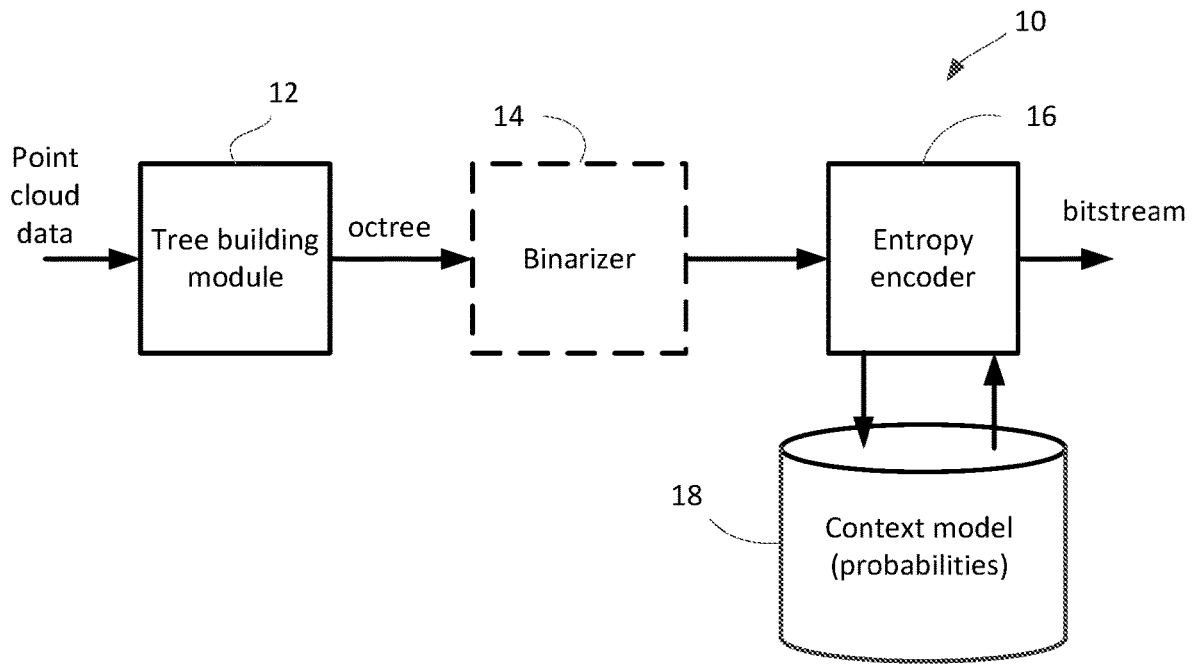 10
12
14
16
Point
cloud
data
Tree building
module
octree
Binarizer
Entropy
encoder
bitstream
18
Context model
(probabilities)